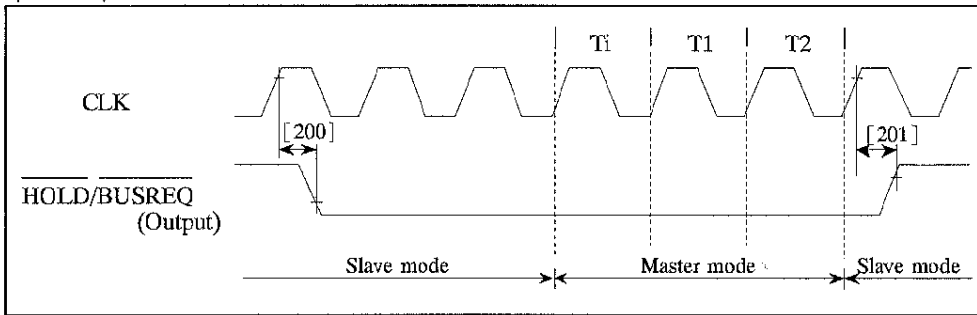 Ti T1 T2
CLK
[200] [201]
HOLD/BUSREQ
(Output)
Slave mode Master mode Slave mode